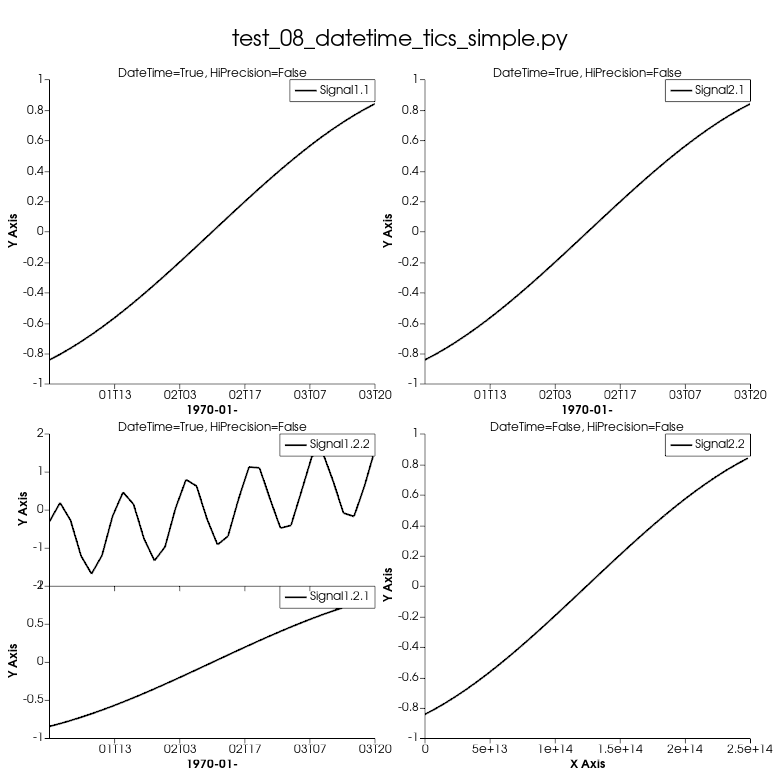 test_08_datetime_tics_simple.py
DateTime=True, HiPrecision=False
Signal1.1
1
0.8
0.6
0.4
0.2
0
-0.2
-0.4
-0.6
-0.8
-1
Y Axis
01T13 02T03 02T17 03T07 03T20
1970-01-
DateTime=True, HiPrecision=False
Signal2.1
1
0.8
0.6
0.4
0.2
0
-0.2
-0.4
-0.6
-0.8
-1
Y Axis
01T13 02T03 02T17 03T07 03T20
1970-01-
DateTime=True, HiPrecision=False
Signal1.2.2
2
1
0
-1
Y Axis
Signal1.2.1
0.5
0
-0.5
-1
Y Axis
01T13 02T03 02T17 03T07 03T20
1970-01-
DateTime=False, HiPrecision=False
Signal2.2
1
0.8
0.6
0.4
0.2
0
-0.2
-0.4
-0.6
-0.8
-1
Y Axis
0 5e+13 1e+14 1.5e+14 2e+14 2.5e+14
X Axis